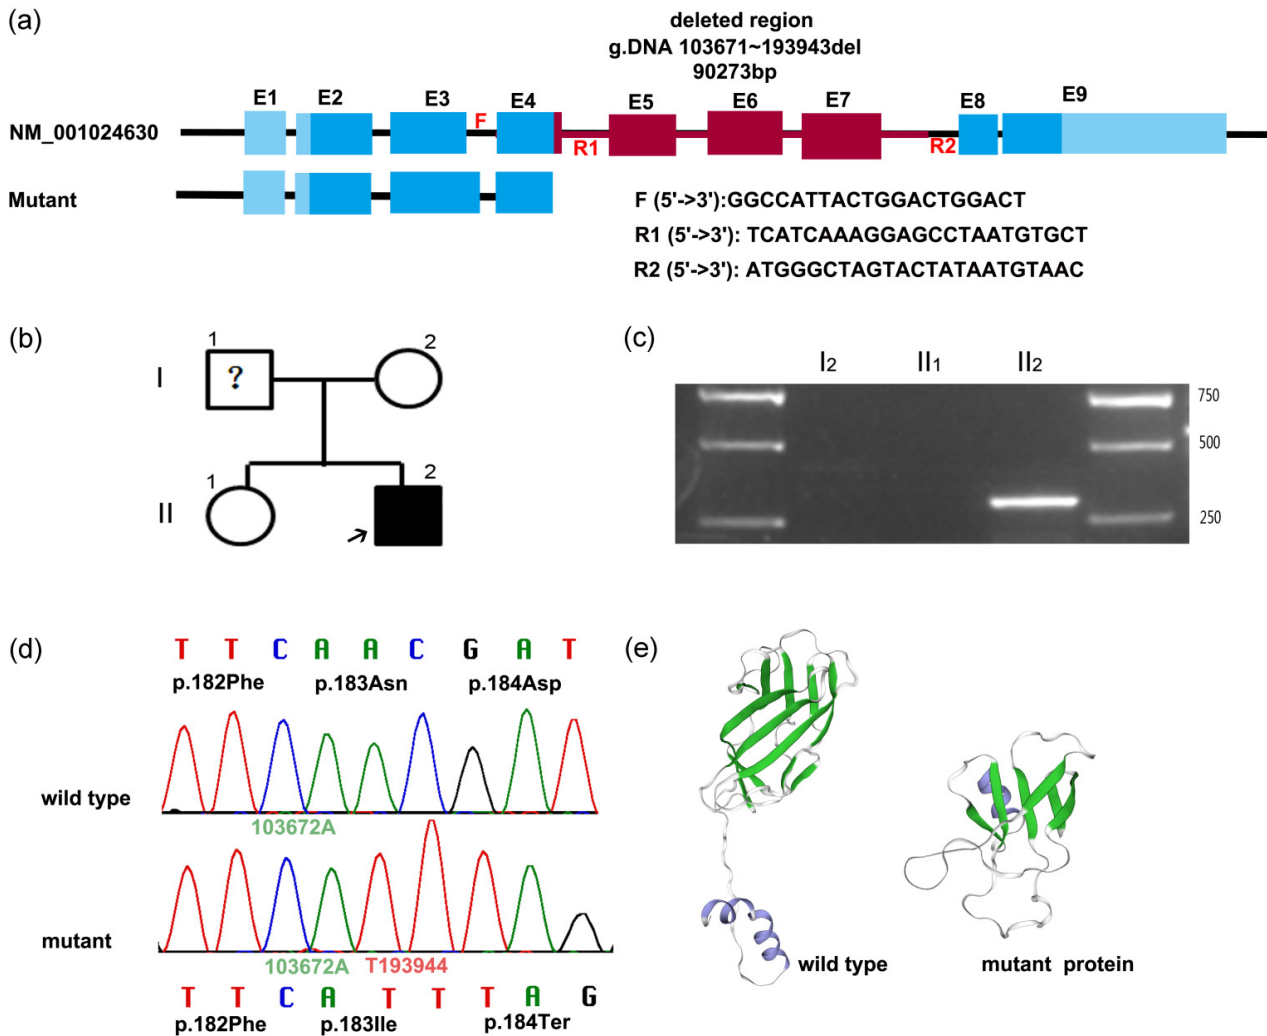 (a)
deleted region
g.DNA 103671~193943del
90273bp
E1 E2 E3 E4 E5 E6 E7 E8 E9
NM_001024630
F
R1
R2
Mutant
F (5'->3'):GGCCATTACTGGACTGGACT
R1 (5'->3'): TCATCAAAGGAGCCTAATGTGCT
R2 (5'->3'): ATGGGCTAGTACTATAATGTAAC
(b)
1 2
I
?
1 2
II
(c)
I2 II1 II2
750
500
250
(d)
T T C A A C G A T
p.182Phe p.183Asn p.184Asp
wild type
103672A
mutant
103672A T193944
T T C A T T T A G
p.182Phe p.183Ile p.184Ter
(e)
wild type
mutant protein